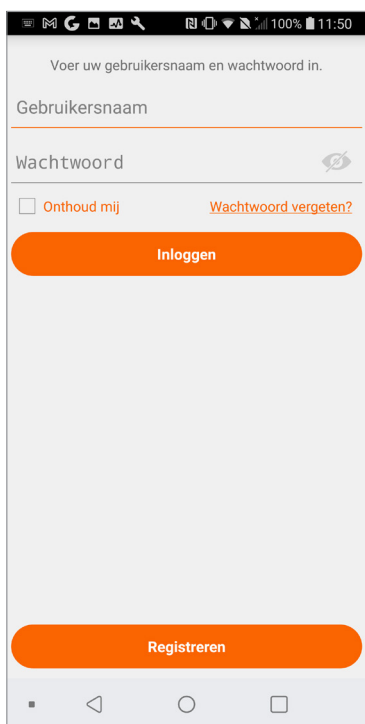 100% 11:50
Voer uw gebruikersnaam en wachtwoord in.
Gebruikersnaam
Wachtwoord
Onthoud mij Wachtwoord vergeten?
Inloggen
Registreren